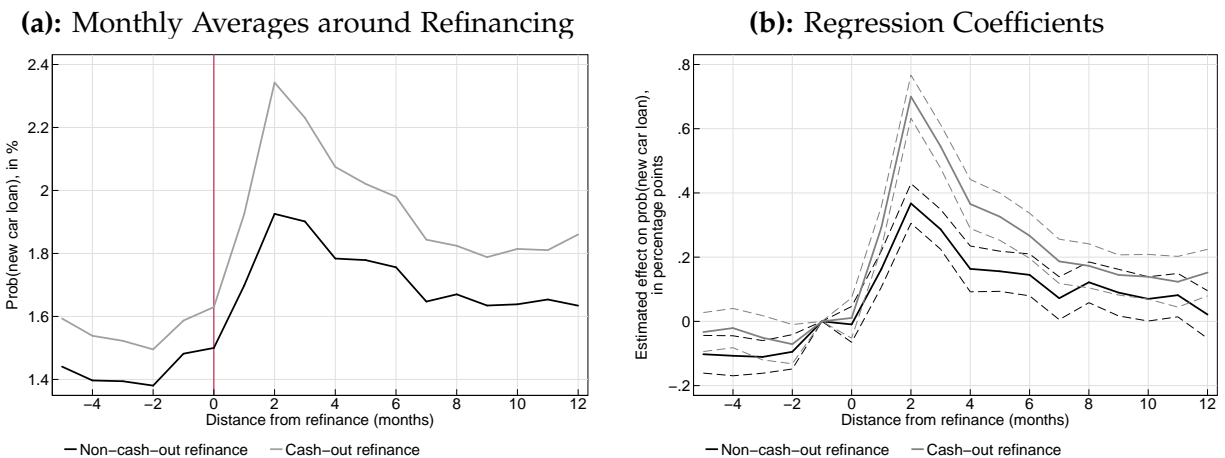 (a): Monthly Averages around Refinancing
Prob(new car loan), in %
2.4
2.2
2
1.8
1.6
1.4
−4 −2 0 2 4 6 8 10 12
Distance from refinance (months)
Non−cash−out refinance Cash−out refinance
(b): Regression Coefficients
Estimated effect on prob(new car loan),
in percentage points
.8
.6
.4
.2
0
−.2
−4 −2 0 2 4 6 8 10 12
Distance from refinance (months)
Non−cash−out refinance Cash−out refinance